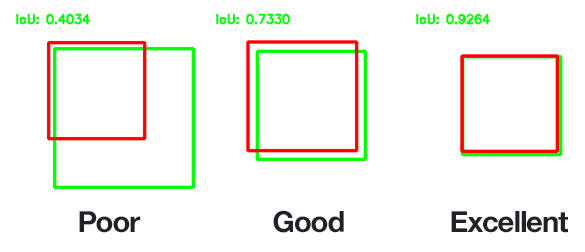 IoU: 0.4034
IoU: 0.7330
IoU: 0.9264
Poor
Good
Excellent